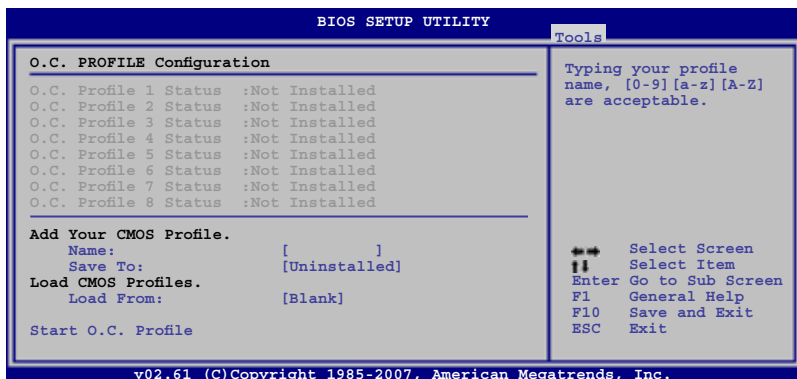 BIOS SETUP UTILITY
Tools
O.C. PROFILE Configuration
O.C. Profile 1 Status :Not Installed
O.C. Profile 2 Status :Not Installed
O.C. Profile 3 Status :Not Installed
O.C. Profile 4 Status :Not Installed
O.C. Profile 5 Status :Not Installed
O.C. Profile 6 Status :Not Installed
O.C. Profile 7 Status :Not Installed
O.C. Profile 8 Status :Not Installed
Add Your CMOS Profile.
Name: [ ]
Save To: [Uninstalled]
Load CMOS Profiles.
Load From: [Blank]
Start O.C. Profile
Typing your profile
name, [0-9][a-z][A-Z]
are acceptable.
Select Screen
Select Item
Enter Go to Sub Screen
F1 General Help
F10 Save and Exit
ESC Exit
v02.61 (C)Copyright 1985-2007, American Megatrends, Inc.